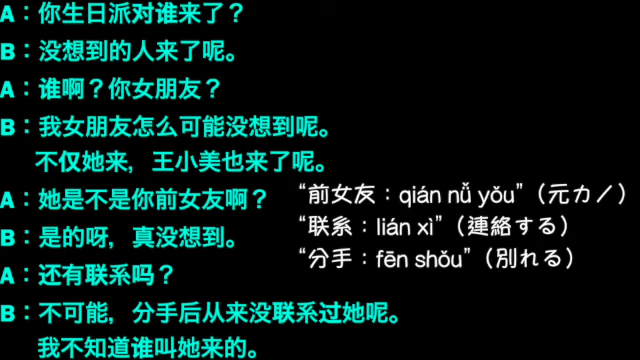 A：你生日派对谁来了？
B：没想到的人来了呢。
A：谁啊？你女朋友？
B：我女朋友怎么可能没想到呢。
不仅她来，王小美也来了呢。
A：她是不是你前女友啊？
B：是的呀，真没想到。
A：还有联系吗？
B：不可能，分手后从来没联系过她呢。
我不知道谁叫她来的。
“前女友：qián nǚ yǒu”（元カノ）
“联系：lián xì”（連絡する）
“分手：fēn shǒu”（別れる）